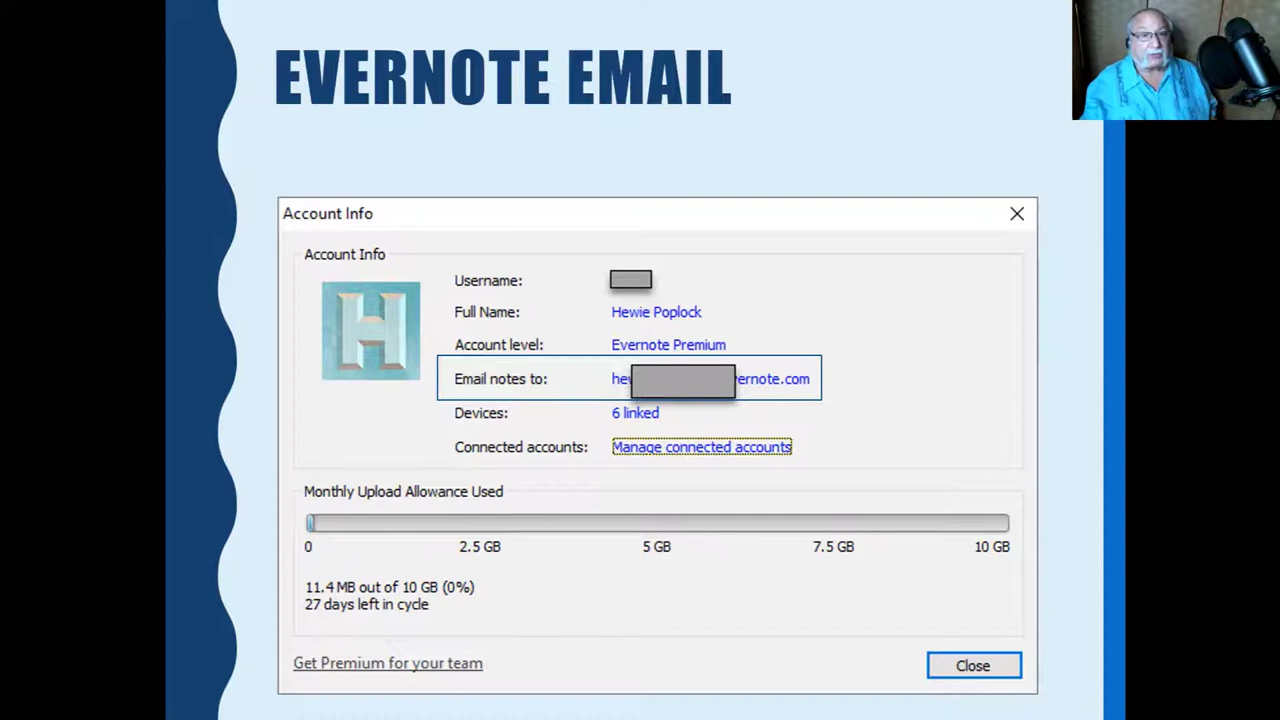 EVERNOTE EMAIL
Account Info
Account Info
H
Username:
Full Name: Hewie Poplock
Account level: Evernote Premium
Email notes to: hew ernote.com
Devices: 6 linked
Connected accounts: Manage connected accounts
Monthly Upload Allowance Used
0 2.5 GB 5 GB 7.5 GB 10 GB
11.4 MB out of 10 GB (0%)
27 days left in cycle
Get Premium for your team
Close